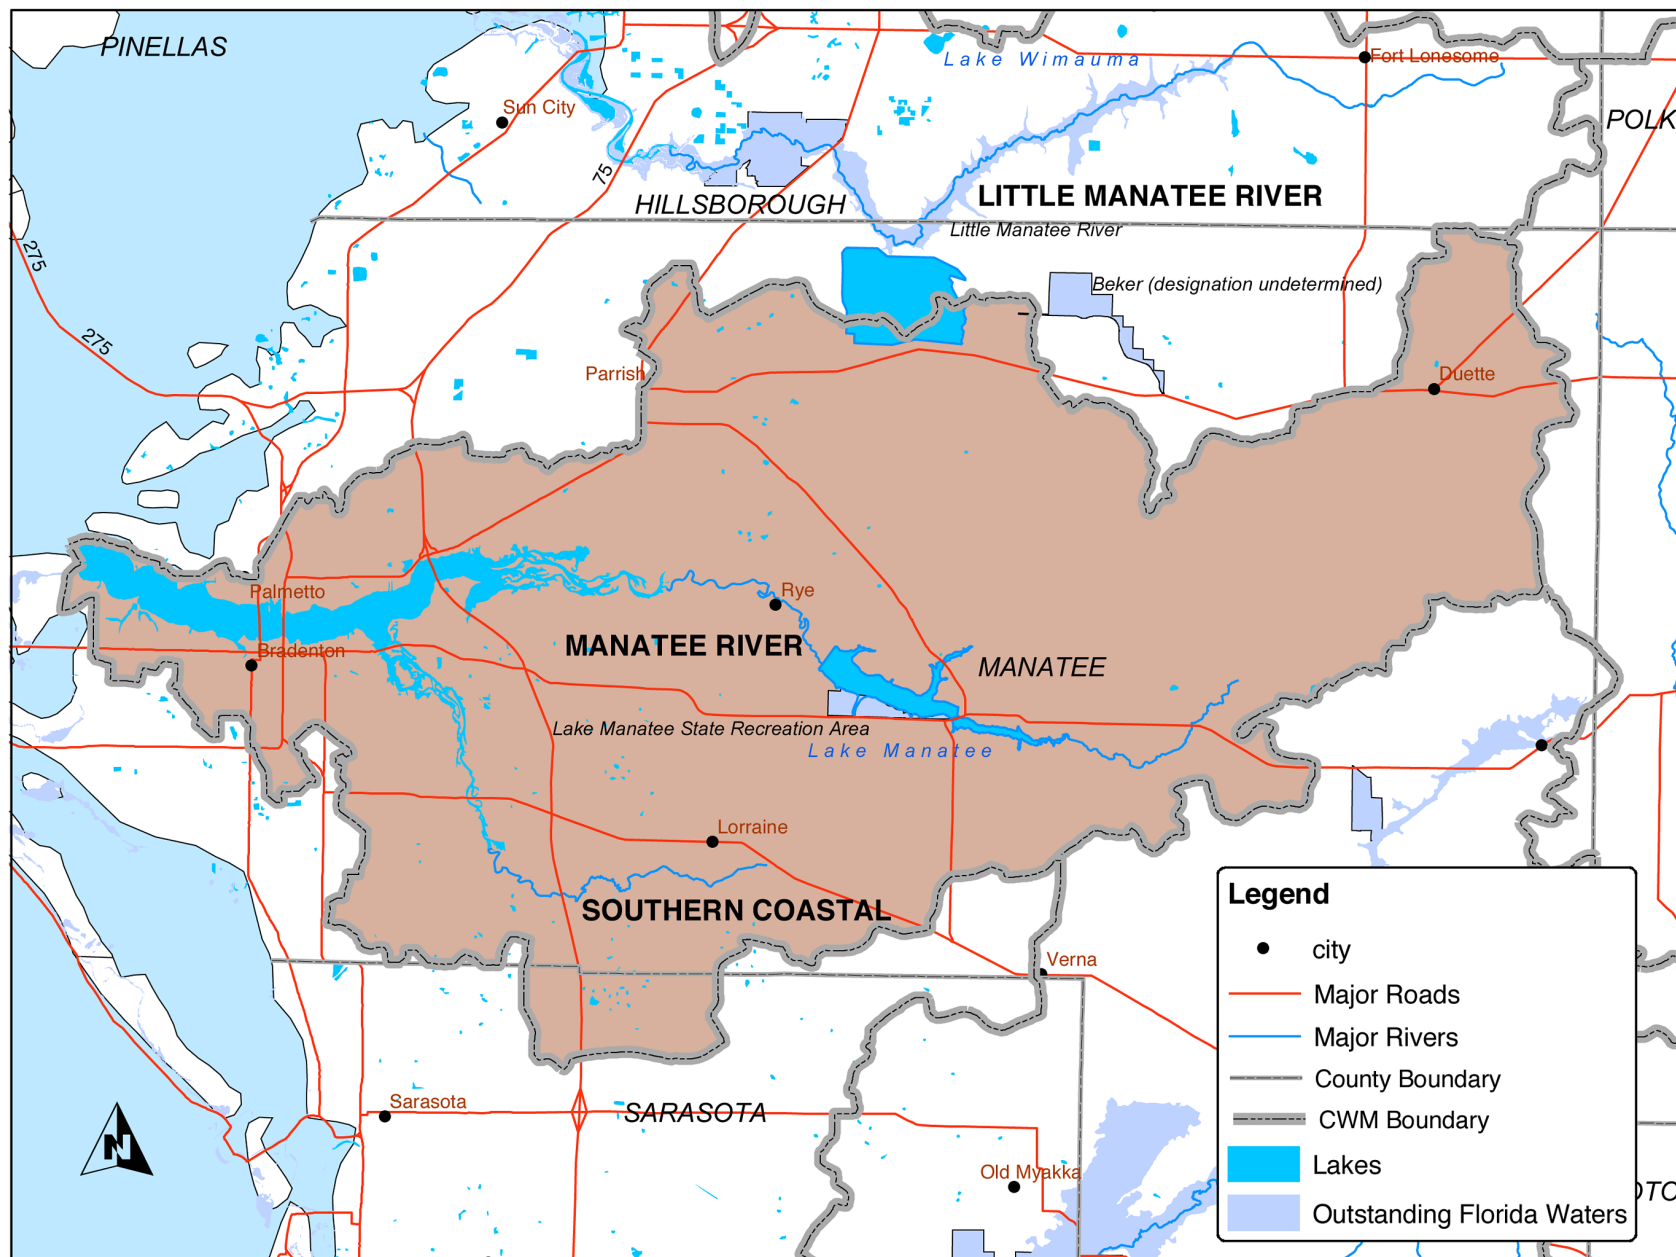 PINELLAS
Lake Wimauma
Fort Lonesome
Sun City
POLK
75
HILLSBOROUGH
LITTLE MANATEE RIVER
Little Manatee River
275
Beker (designation undetermined)
275
Parrish
Duette
Palmetto
Rye
Bradenton
MANATEE RIVER
MANATEE
Lake Manatee State Recreation Area
Lake Manatee
Lorraine
SOUTHERN COASTAL
Verna
Sarasota
SARASOTA
Old Myakka
N
Legend
city
Major Roads
Major Rivers
County Boundary
CWM Boundary
Lakes
Outstanding Florida Waters